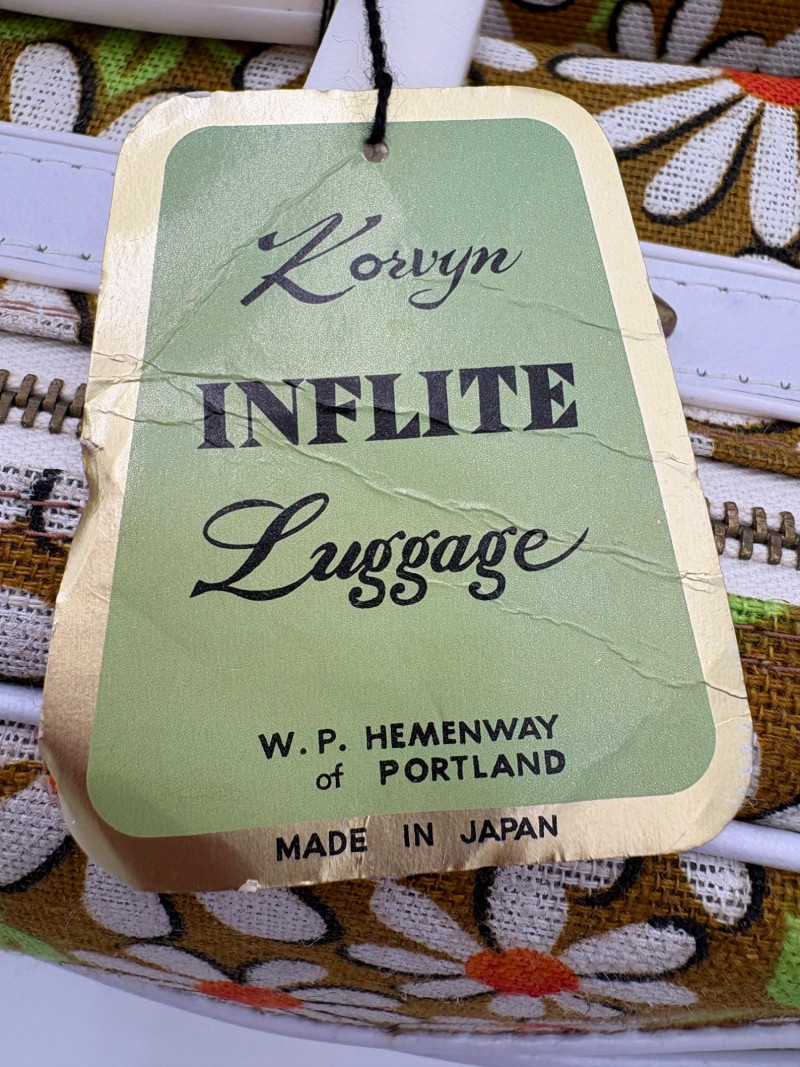 Korvyn
INFLITE
Luggage
W. P. HEMENWAY
of PORTLAND
MADE IN JAPAN